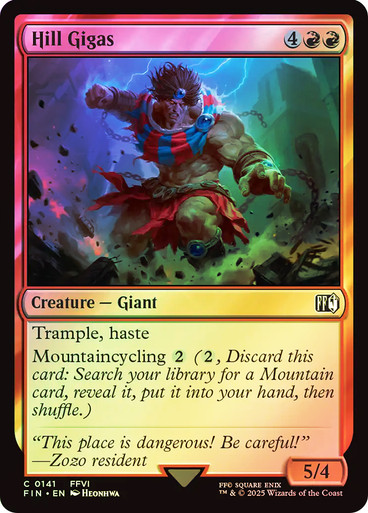 Hill Gigas 4
Creature — Giant
FF
Trample, haste
Mountaincycling 2 (2, Discard this
card: Search your library for a Mountain
card, reveal it, put it into your hand, then
shuffle.)
“This place is dangerous! Be careful!”
—Zozo resident
5/4
C 0141 FFVI
FIN • EN Heonhwa
FF© SQUARE ENIX
™ & © 2025 Wizards of the Coast